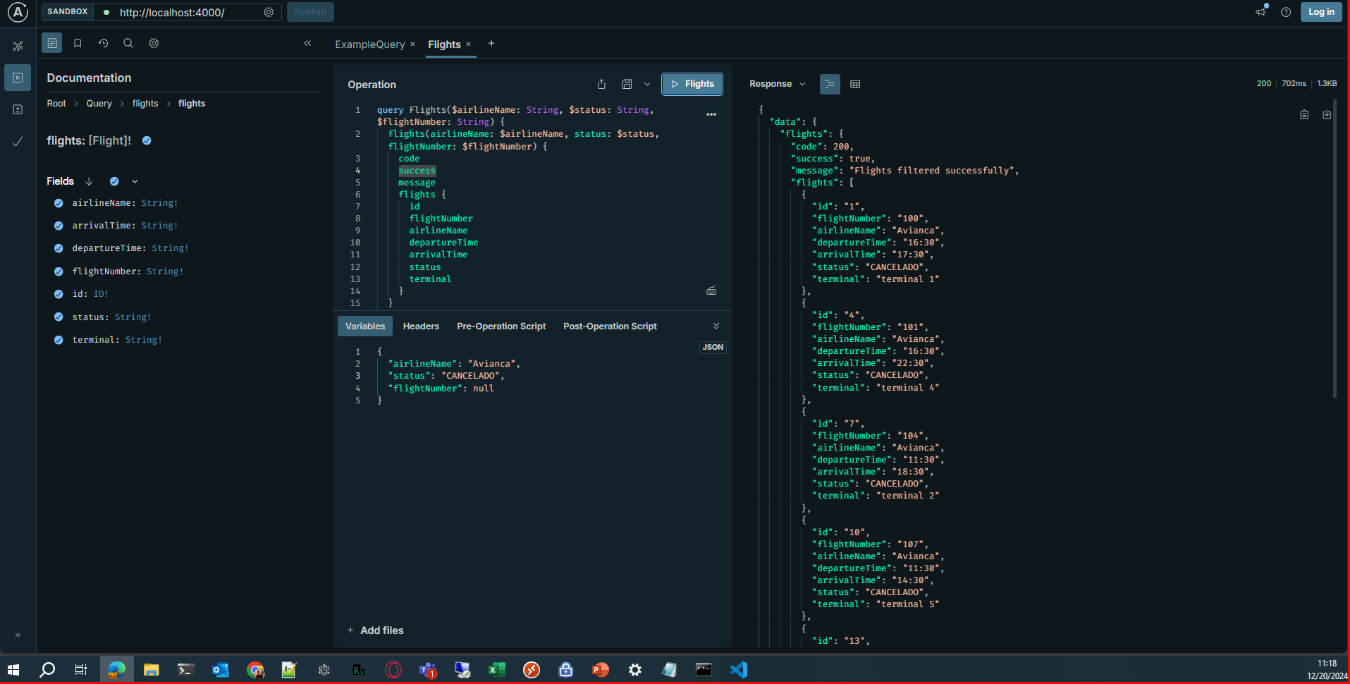 SANDBOX
http://localhost:4000/
Publish
Log in
ExampleQuery ×
Flights ×
+
Documentation
Root > Query > flights > flights
flights: [Flight]!
Fields
airlineName: String!
arrivalTime: String!
departureTime: String!
flightNumber: String!
id: ID!
status: String!
terminal: String!
Operation
Flights
1 query Flights($airlineName: String, $status: String,
$flightNumber: String) {
2 flights(airlineName: $airlineName, status: $status,
flightNumber: $flightNumber) {
3 code
4 success
5 message
6 flights {
7 id
8 flightNumber
9 airlineName
10 departureTime
11 arrivalTime
12 status
13 terminal
14 }
15 }
Variables
Headers
Pre-Operation Script
Post-Operation Script
JSON
1 {
2 "airlineName": "Avianca",
3 "status": "CANCELADO",
4 "flightNumber": null
5 }
+ Add files
Response
200
702ms
1.3KB
{
"data": {
"flights": {
"code": 200,
"success": true,
"message": "Flights filtered successfully",
"flights": [
{
"id": "1",
"flightNumber": "100",
"airlineName": "Avianca",
"departureTime": "16:30",
"arrivalTime": "17:30",
"status": "CANCELADO",
"terminal": "terminal 1"
},
{
"id": "4",
"flightNumber": "101",
"airlineName": "Avianca",
"departureTime": "16:30",
"arrivalTime": "22:30",
"status": "CANCELADO",
"terminal": "terminal 4"
},
{
"id": "7",
"flightNumber": "104",
"airlineName": "Avianca",
"departureTime": "11:30",
"arrivalTime": "18:30",
"status": "CANCELADO",
"terminal": "terminal 2"
},
{
"id": "10",
"flightNumber": "107",
"airlineName": "Avianca",
"departureTime": "11:30",
"arrivalTime": "14:30",
"status": "CANCELADO",
"terminal": "terminal 5"
},
{
"id": "13",
11:18
12/20/2024